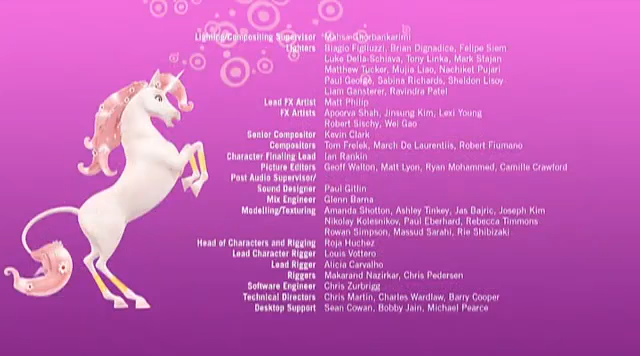 Lighting/Compositing Supervisor Mahsa Ghorbankarimi
Lighters Biagio Figliuzzi, Brian Dignadice, Felipe Siem
Luke Della-Schiava, Tony Linka, Mark Stajan
Matthew Tucker, Mujia Liao, Nachiket Pujari
Paul George, Sabina Richards, Sheldon Lisoy
Liam Gansterer, Ravindra Patel
Lead FX Artist Matt Philip
FX Artists Apoorva Shah, Jinsung Kim, Lexi Young
Robert Sischy, Wei Gao
Senior Compositor Kevin Clark
Compositors Tom Frelek, March De Laurentiis, Robert Fiumano
Character Finaling Lead Ian Rankin
Picture Editors Geoff Walton, Matt Lyon, Ryan Mohammed, Camille Crawford
Post Audio Supervisor/
Sound Designer Paul Gitlin
Mix Engineer Glenn Barna
Modelling/Texturing Amanda Shotton, Ashley Tinkey, Jas Bajric, Joseph Kim
Nikolay Kolesnikov, Paul Eberhard, Rebecca Timmons
Rowan Simpson, Massud Sarahi, Rie Shibizaki
Head of Characters and Rigging Roja Huchez
Lead Character Rigger Louis Vottero
Lead Rigger Alicia Carvalho
Riggers Makarand Nazirkar, Chris Pedersen
Software Engineer Chris Zurbrigg
Technical Directors Chris Martin, Charles Wardlaw, Barry Cooper
Desktop Support Sean Cowan, Bobby Jain, Michael Pearce